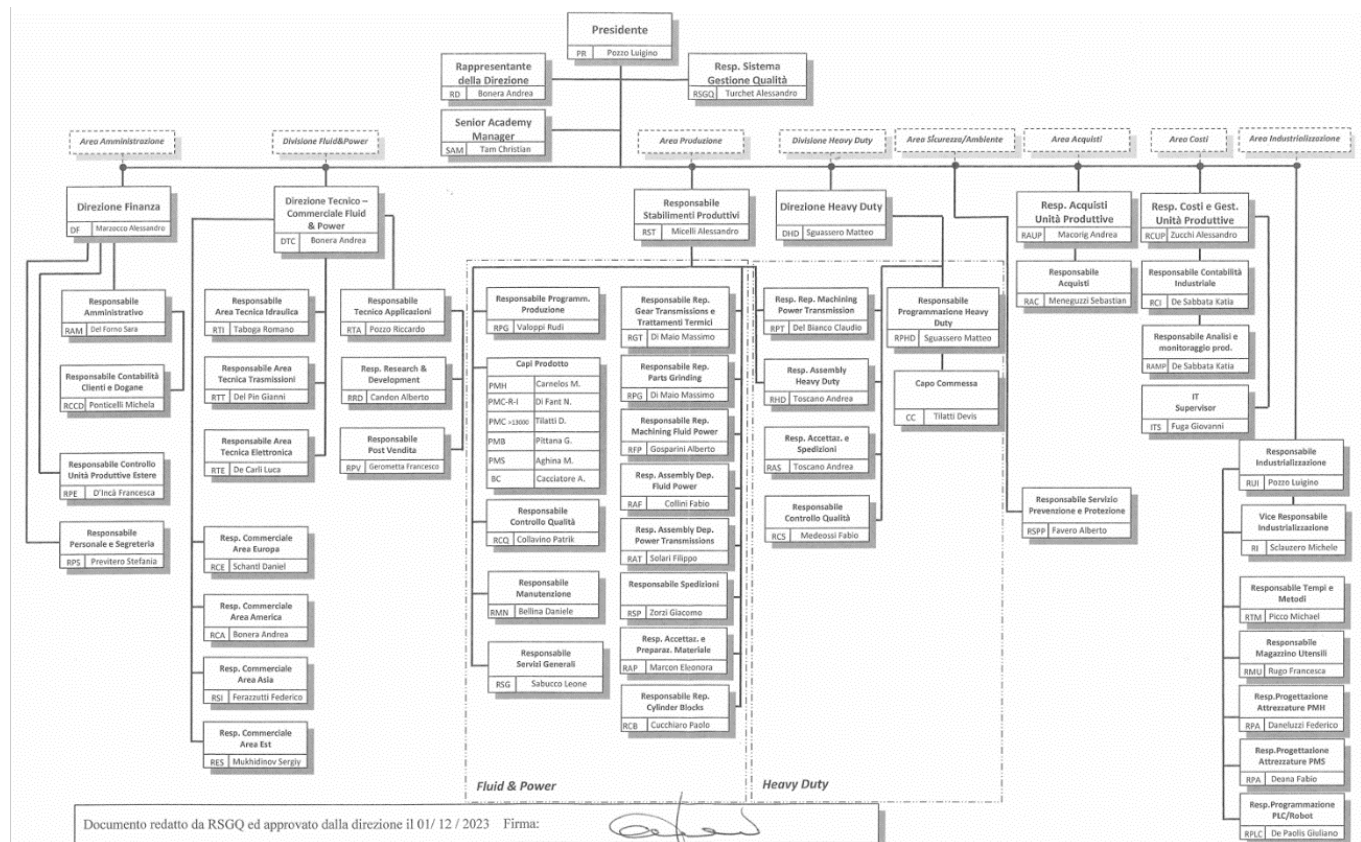 Presidente
PR Pozzo Luigino
Rappresentante
della Direzione
RD Bonera Andrea
Resp. Sistema
Gestione Qualità
RSGQ Turchet Alessandro
Senior Academy
Manager
SAM Tam Christian
Area Amministrazione
Divisione Fluid&Power
Area Produzione
Divisione Heavy Duty
Area Sicurezza/Ambiente
Area Acquisti
Area Costi
Area Industrializzazione
Direzione Finanza
DF Marzocco Alessandro
Direzione Tecnico –
Commerciale Fluid
& Power
DTC Bonera Andrea
Responsabile
Stabilimenti Produttivi
RST Micelli Alessandro
Direzione Heavy Duty
DHD Sguassero Matteo
Resp. Acquisti
Unità Produttive
RAUP Macorig Andrea
Resp. Costi e Gest.
Unità Produttive
RCUP Zucchi Alessandro
Responsabile
Amministrativo
RAM Del Forno Sara
Responsabile Contabilità
Clienti e Dogane
RCCD Ponticelli Michela
Responsabile Controllo
Unità Produttive Estere
RPE D'Incà Francesca
Responsabile
Personale e Segreteria
RPS Previtero Stefania
Responsabile
Area Tecnica Idraulica
RTI Taboga Romano
Responsabile Area
Tecnica Trasmissioni
RTT Del Pin Gianni
Responsabile Area
Tecnica Elettronica
RTE De Carli Luca
Resp. Commerciale
Area Europa
RCE Schantl Daniel
Resp. Commerciale
Area America
RCA Bonera Andrea
Resp. Commerciale
Area Asia
RSI Ferazzutti Federico
Resp. Commerciale
Area Est
RES Mukhidinov Sergiy
Responsabile
Tecnico Applicazioni
RTA Pozzo Riccardo
Resp. Research &
Development
RRD Candon Alberto
Responsabile
Post Vendita
RPV Gerometta Francesco
Responsabile Programm.
Produzione
RPG Valoppi Rudi
Capi Prodotto
PMH Carnelos M.
PMC-R-I Di Fant N.
PMC >13000 Tilatti D.
PMB Pittana G.
PMS Aghina M.
BC Cacciatore A.
Responsabile
Controllo Qualità
RCQ Collavino Patrik
Responsabile
Manutenzione
RMN Bellina Daniele
Responsabile
Servizi Generali
RSG Sabucco Leone
Responsabile Rep.
Gear Transmissions e
Trattamenti Termici
RGT Di Maio Massimo
Responsabile Rep.
Parts Grinding
RPG Di Maio Massimo
Responsabile Rep.
Machining Fluid Power
RFP Gosparini Alberto
Resp. Assembly Dep.
Fluid Power
RAF Collini Fabio
Resp. Assembly Dep.
Power Transmissions
RAT Solari Filippo
Responsabile Spedizioni
RSP Zorzi Giacomo
Resp. Accettaz. e
Preparaz. Materiale
RAP Marcon Eleonora
Responsabile Rep.
Cylinder Blocks
RCB Cucchiaro Paolo
Fluid & Power
Resp. Rep. Machining
Power Transmission
RPT Del Bianco Claudio
Resp. Assembly
Heavy Duty
RHD Toscano Andrea
Resp. Accettaz. e
Spedizioni
RAS Toscano Andrea
Responsabile
Controllo Qualità
RCS Medeossi Fabio
Responsabile
Programmazione Heavy
Duty
RPHD Sguassero Matteo
Capo Commessa
CC Tilatti Devis
Heavy Duty
Responsabile Servizio
Prevenzione e Protezione
RSPP Favero Alberto
Responsabile
Acquisti
RAC Meneguzzi Sebastian
Responsabile Contabilità
Industriale
RCI De Sabbata Katia
Responsabile Analisi e
monitoraggio prod.
RAMP De Sabbata Katia
IT
Supervisor
ITS Fuga Giovanni
Responsabile
Industrializzazione
RUI Pozzo Luigino
Vice Responsabile
Industrializzazione
RI Sclauzero Michele
Responsabile Tempi e
Metodi
RTM Picco Michael
Responsabile
Magazzino Utensili
RMU Rugo Francesca
Resp.Progettazione
Attrezzature PMH
RPA Daneluzzi Federico
Resp.Progettazione
Attrezzature PMS
RPA Deana Fabio
Resp.Programmazione
PLC/Robot
RPLC De Paolis Giuliano
Documento redatto da RSGQ ed approvato dalla direzione il 01/ 12 / 2023 Firma: